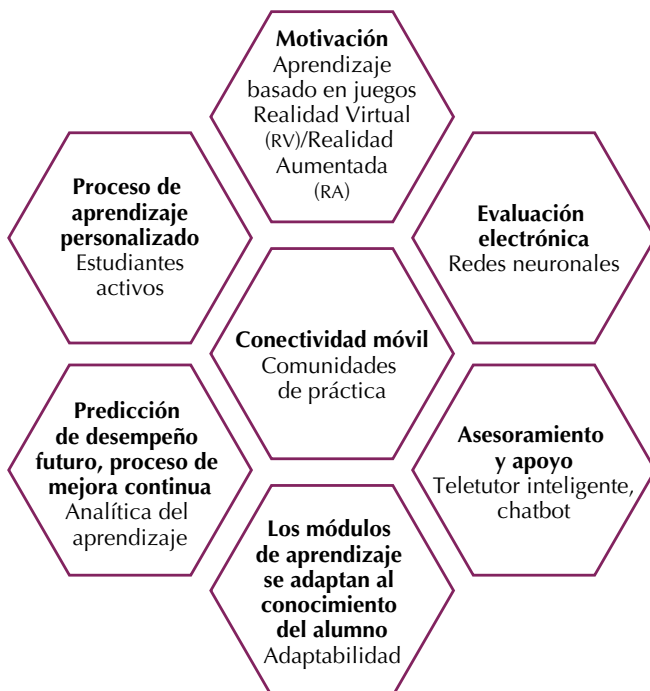 Motivación
Aprendizaje
basado en juegos
Realidad Virtual
(RV)/Realidad
Aumentada
(RA)
Proceso de
aprendizaje
personalizado
Estudiantes
activos
Evaluación
electrónica
Redes neuronales
Conectividad móvil
Comunidades
de práctica
Predicción
de desempeño
futuro, proceso de
mejora continua
Analítica del
aprendizaje
Asesoramiento
y apoyo
Teletutor inteligente,
chatbot
Los módulos
de aprendizaje
se adaptan al
conocimiento
del alumno
Adaptabilidad